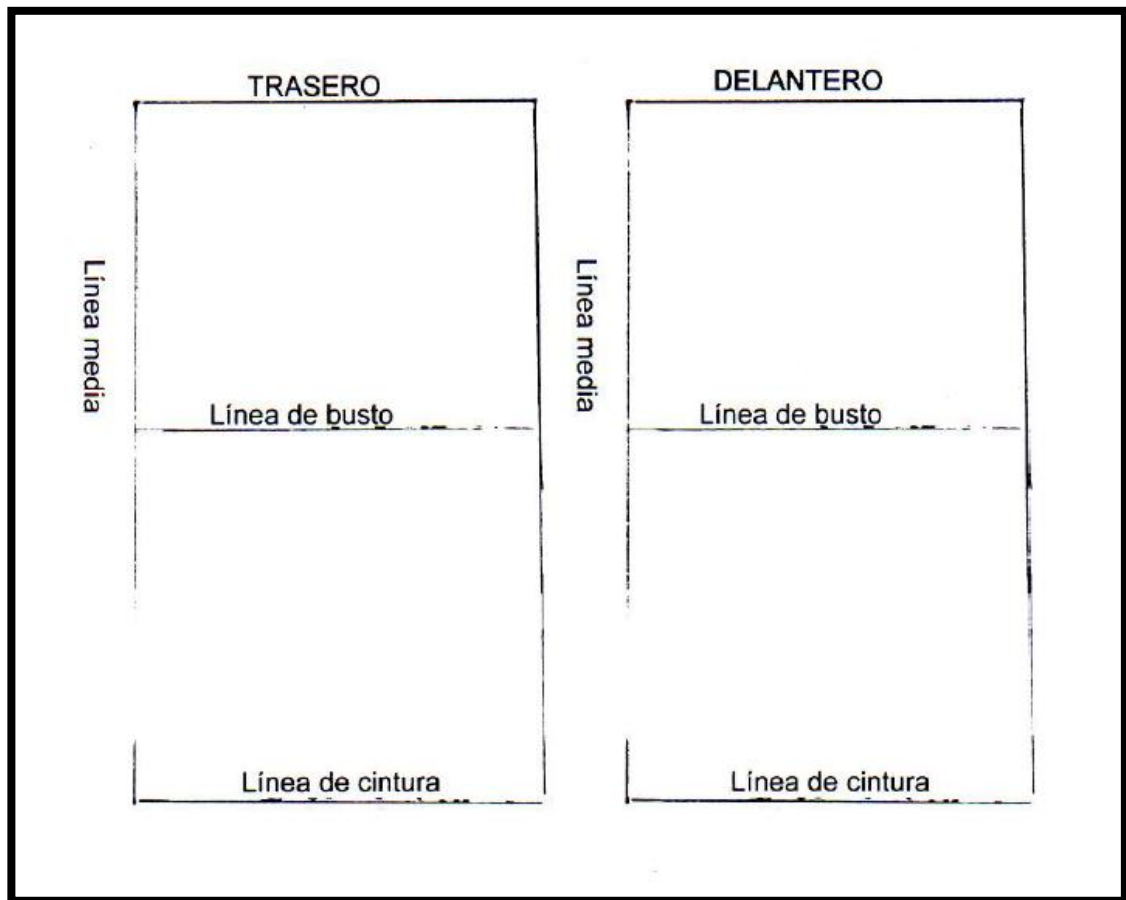 TRASERO
DELANTERO
Línea media
Línea media
Línea de busto
Línea de busto
Línea de cintura
Línea de cintura